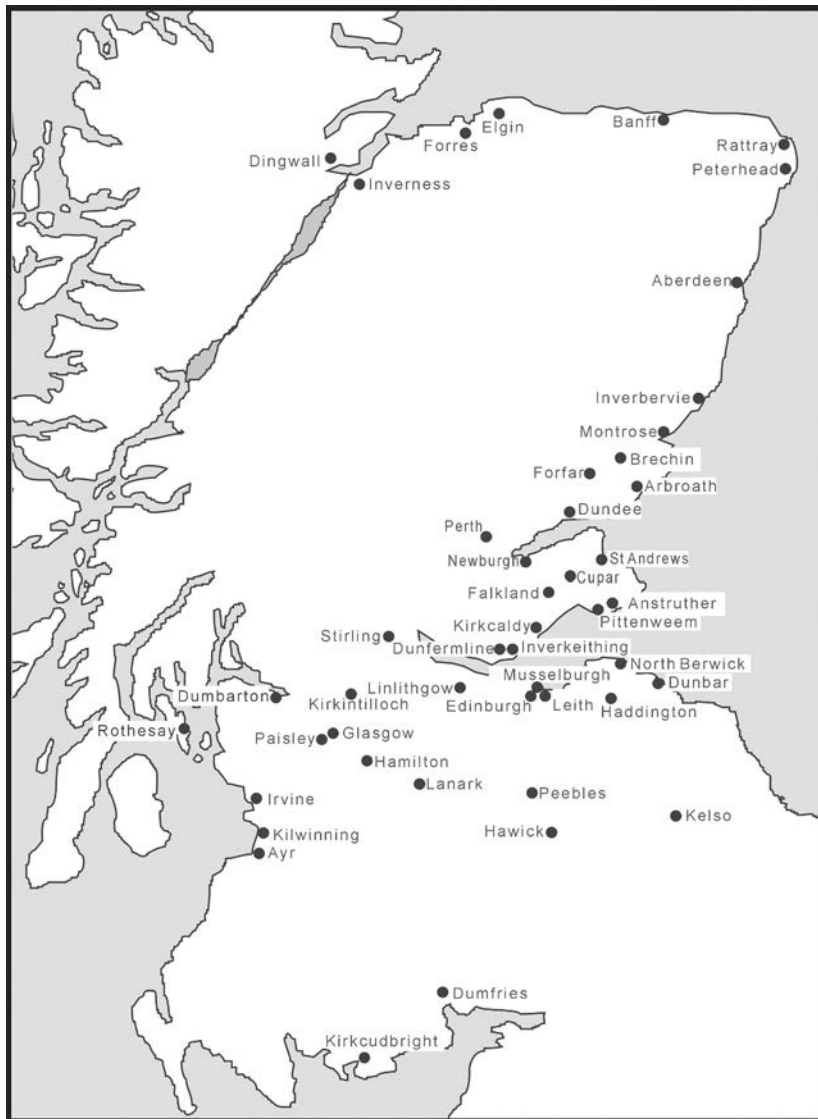 Elgin
Banff
Forres
Rattray
Dingwall
Peterhead
Inverness
Aberdeen
Inverbervie
Montrose
Brechin
Forfar
Arbroath
Dundee
Perth
Newburgh
St Andrews
Cupar
Falkland
Anstruther
Pittenweem
Kirkcaldy
Stirling
Dunfermline
Inverkeithing
North Berwick
Musselburgh
Dunbar
Linlithgow
Dumbarton
Kirkintilloch
Edinburgh
Leith
Haddington
Rothesay
Paisley
Glasgow
Hamilton
Lanark
Peebles
Irvine
Kelso
Kilwinning
Hawick
Ayr
Dumfries
Kirkcudbright